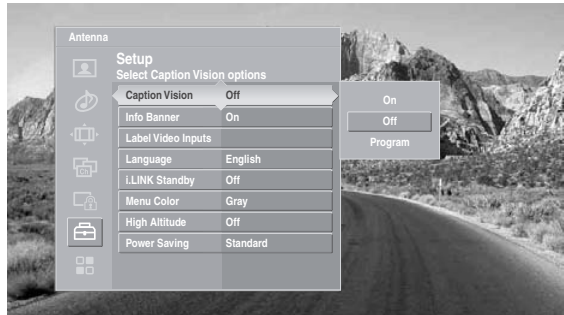 Antenna
Setup
Select Caption Vision options
Caption Vision Off
Info Banner On
Label Video Inputs
Language English
i.LINK Standby Off
Menu Color Gray
High Altitude Off
Power Saving Standard
On
Off
Program
Ch